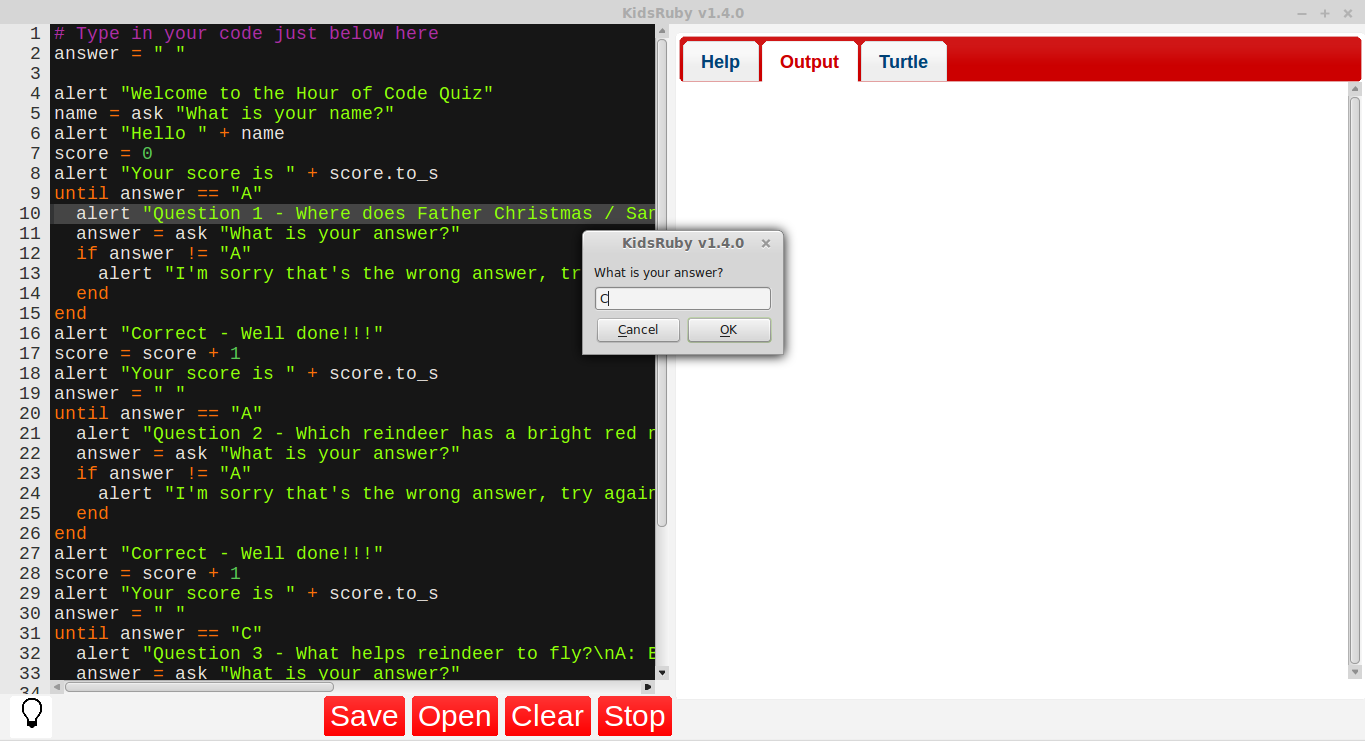 KidsRuby v1.4.0
1 # Type in your code just below here
2 answer = " "
3
4 alert "Welcome to the Hour of Code Quiz"
5 name = ask "What is your name?"
6 alert "Hello " + name
7 score = 0
8 alert "Your score is " + score.to_s
9 until answer == "A"
10 alert "Question 1 - Where does Father Christmas / San
11 answer = ask "What is your answer?"
12 if answer != "A"
13 alert "I'm sorry that's the wrong answer, tr
14 end
15 end
16 alert "Correct - Well done!!!"
17 score = score + 1
18 alert "Your score is " + score.to_s
19 answer = " "
20 until answer == "A"
21 alert "Question 2 - Which reindeer has a bright red n
22 answer = ask "What is your answer?"
23 if answer != "A"
24 alert "I'm sorry that's the wrong answer, try again
25 end
26 end
27 alert "Correct - Well done!!!"
28 score = score + 1
29 alert "Your score is " + score.to_s
30 answer = " "
31 until answer == "C"
32 alert "Question 3 - What helps reindeer to fly?\nA: E
33 answer = ask "What is your answer?"
34
Help Output Turtle
KidsRuby v1.4.0
What is your answer?
C
Cancel OK
Save Open Clear Stop